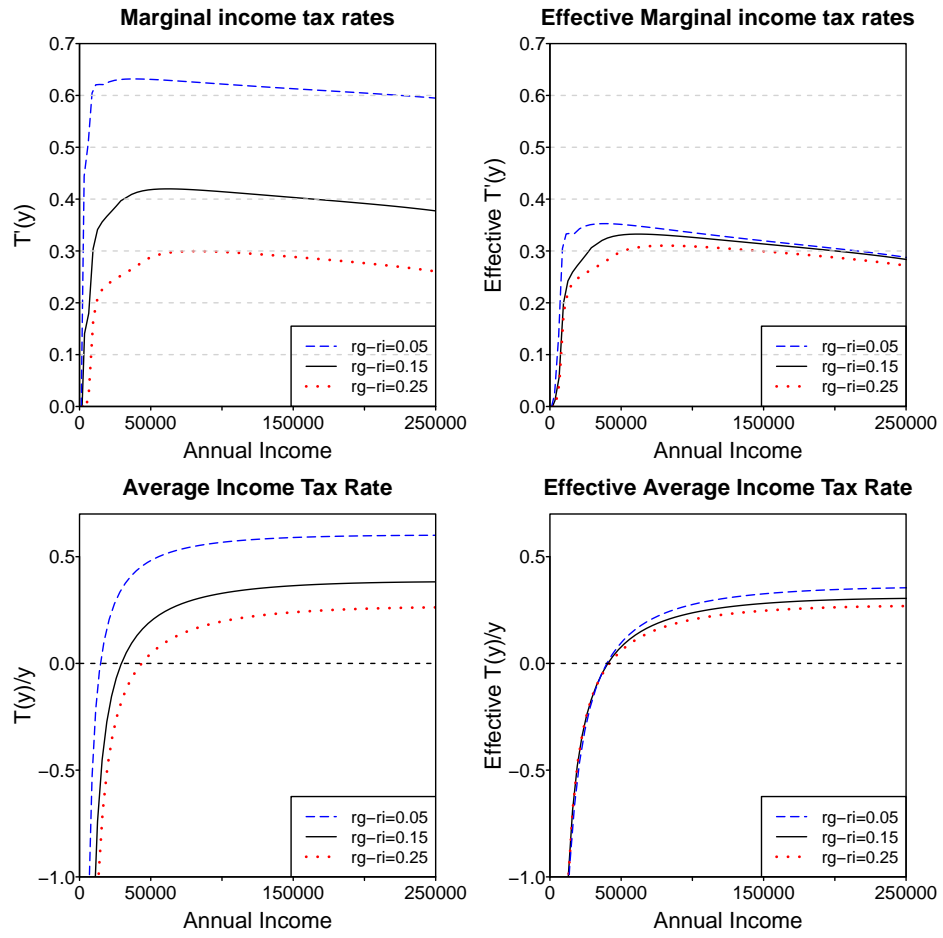 Marginal income tax rates
0.7
0.6
0.5
0.4
0.3
0.2
0.1
0.0
T'(y)
0
50000
150000
250000
Annual Income
rg−ri=0.05
rg−ri=0.15
rg−ri=0.25
Effective Marginal income tax rates
0.7
0.6
0.5
0.4
0.3
0.2
0.1
0.0
Effective T'(y)
0
50000
150000
250000
Annual Income
rg−ri=0.05
rg−ri=0.15
rg−ri=0.25
Average Income Tax Rate
0.5
0.0
−0.5
−1.0
T(y)/y
0
50000
150000
250000
Annual Income
rg−ri=0.05
rg−ri=0.15
rg−ri=0.25
Effective Average Income Tax Rate
0.5
0.0
−0.5
−1.0
Effective T(y)/y
0
50000
150000
250000
Annual Income
rg−ri=0.05
rg−ri=0.15
rg−ri=0.25